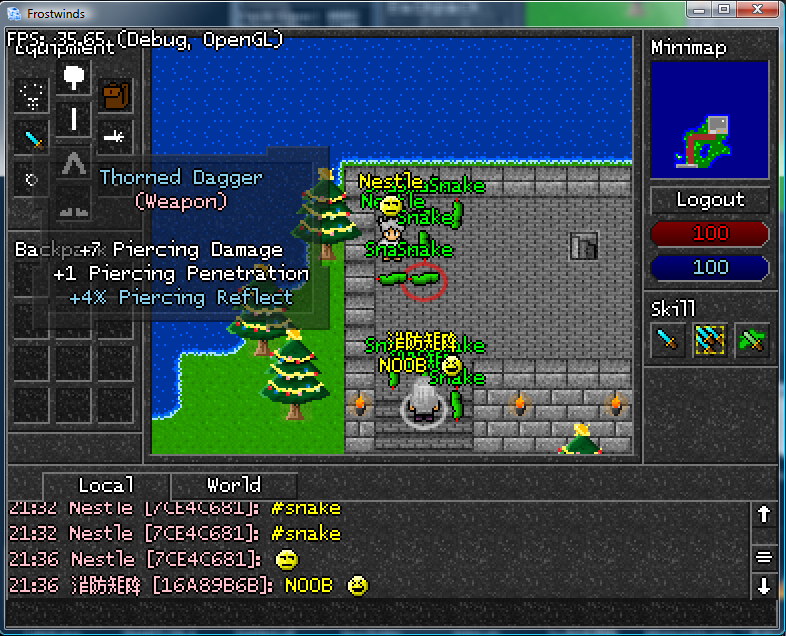 Frostwinds
FPS: 35.65 (Debug, OpenGL)
Equipment
Minimap
Thorned Dagger
(Weapon)
Nestle
Snake
Snake
Logout
100
Snake
+7 Piercing Damage
+1 Piercing Penetration
+4% Piercing Reflect
100
Skill
消防矩阵
NOOB
Snake
Local
World
21:32 Nestle [7CE4C681]: #snake
21:32 Nestle [7CE4C681]: #snake
21:36 Nestle [7CE4C681]:
21:36 消防矩阵 [16A89B6B]: NOOB